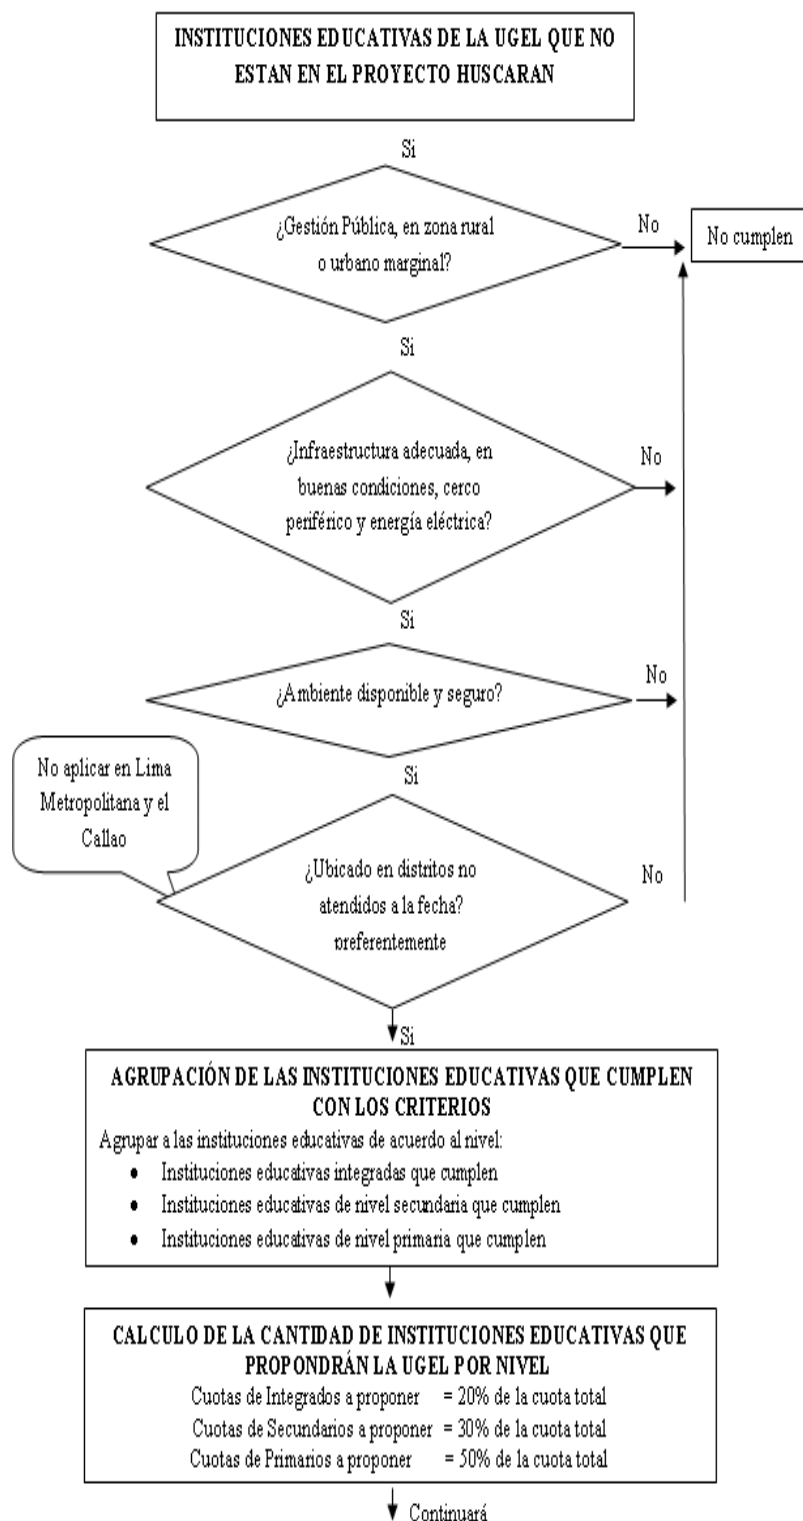 INSTITUCIONES EDUCATIVAS DE LA UGEL QUE NO
ESTAN EN EL PROYECTO HUSCARAN
Si
¿Gestión Pública, en zona rural
o urbano marginal?
No
No cumplen
Si
¿Infraestructura adecuada, en
buenas condiciones, cerco
periférico y energía eléctrica?
No
Si
¿Ambiente disponible y seguro?
No
Si
No aplicar en Lima
Metropolitana y el
Callao
¿Ubicado en distritos no
atendidos a la fecha?
preferentemente
No
Si
AGRUPACIÓN DE LAS INSTITUCIONES EDUCATIVAS QUE CUMPLEN
CON LOS CRITERIOS
Agrupar a las instituciones educativas de acuerdo al nivel:
• Instituciones educativas integradas que cumplen
• Instituciones educativas de nivel secundaria que cumplen
• Instituciones educativas de nivel primaria que cumplen
CALCULO DE LA CANTIDAD DE INSTITUCIONES EDUCATIVAS QUE
PROPONDRÁN LA UGEL POR NIVEL
Cuotas de Integrados a proponer = 20% de la cuota total
Cuotas de Secundarios a proponer = 30% de la cuota total
Cuotas de Primarios a proponer = 50% de la cuota total
Continuará